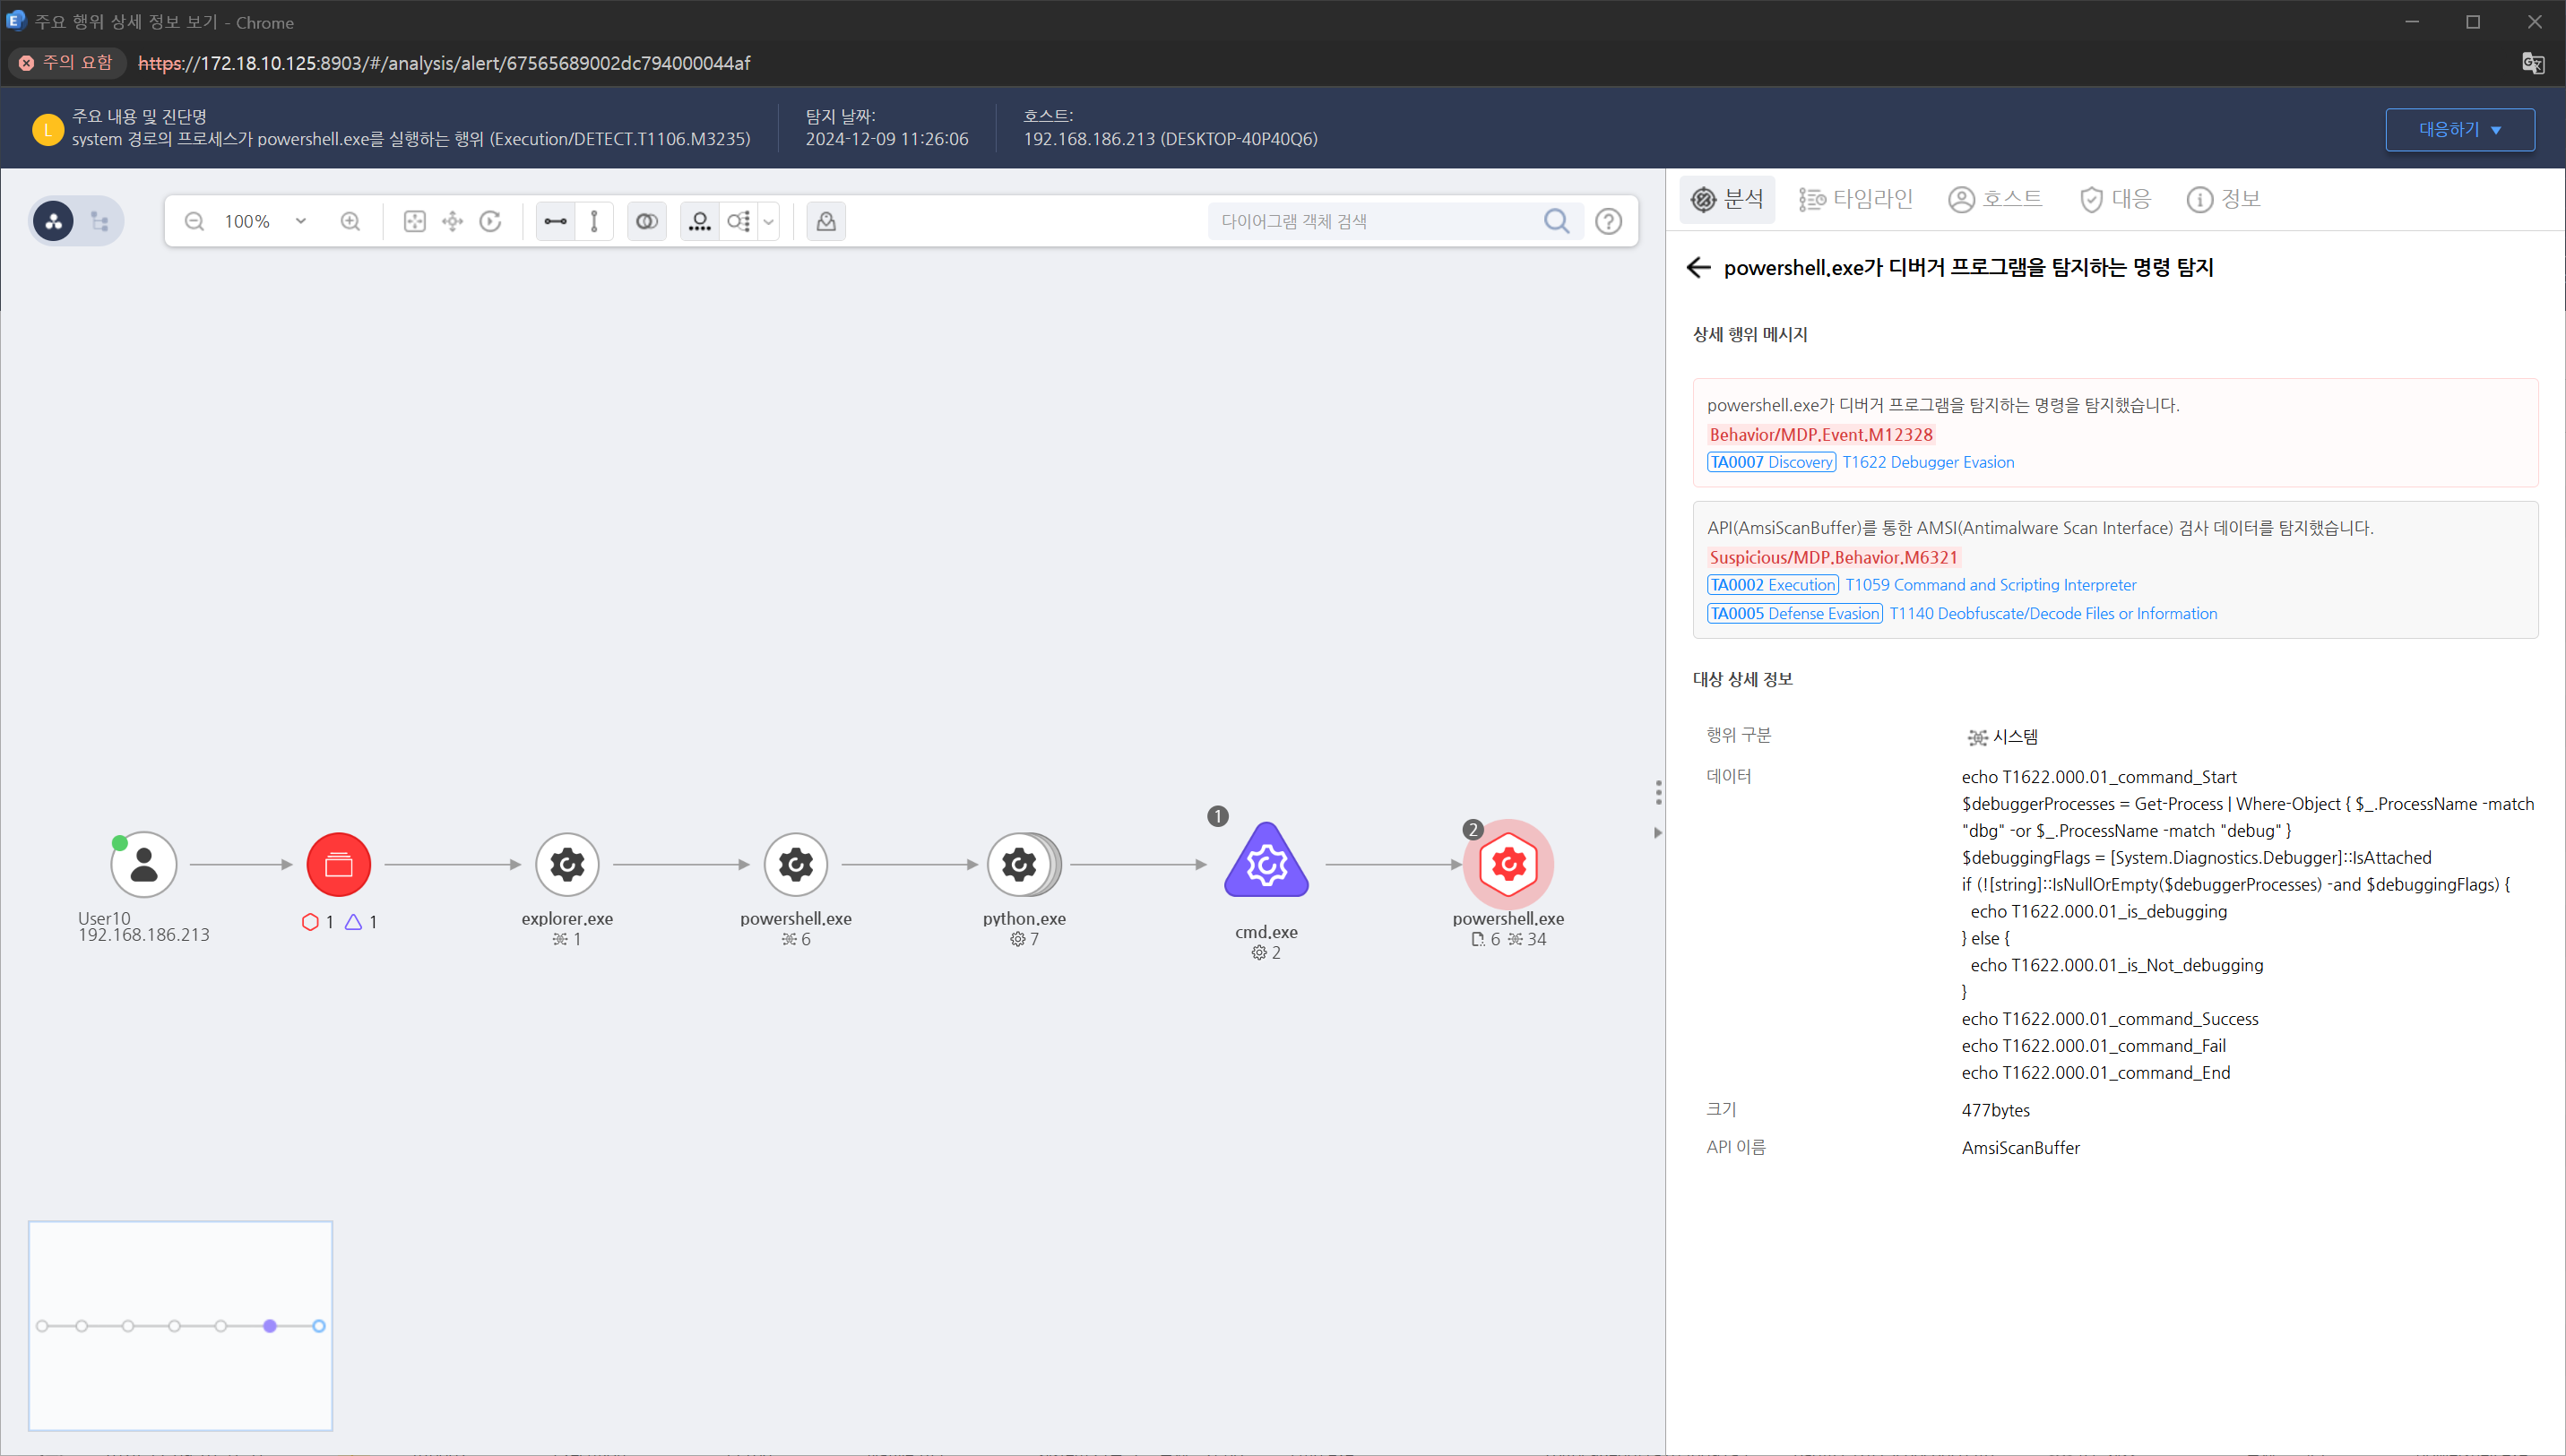 주요 행위 상세 정보 보기 - Chrome
주의 요함 https://172.18.10.125:8903/#/analysis/alert/67565689002dc794000044af
L
주요 내용 및 진단명
system 경로의 프로세스가 powershell.exe를 실행하는 행위 (Execution/DETECT.T1106.M3235)
탐지 날짜:
2024-12-09 11:26:06
호스트:
192.168.186.213 (DESKTOP-40P40Q6)
대응하기
100%
다이어그램 객체 검색
User10
192.168.186.213
1 1
explorer.exe
1
powershell.exe
6
python.exe
7
1
cmd.exe
2
2
powershell.exe
6 34
분석 타임라인 호스트 대응 정보
powershell.exe가 디버거 프로그램을 탐지하는 명령 탐지
상세 행위 메시지
powershell.exe가 디버거 프로그램을 탐지하는 명령을 탐지했습니다.
Behavior/MDP.Event.M12328
TA0007 Discovery T1622 Debugger Evasion
API(AmsiScanBuffer)를 통한 AMSI(Antimalware Scan Interface) 검사 데이터를 탐지했습니다.
Suspicious/MDP.Behavior.M6321
TA0002 Execution T1059 Command and Scripting Interpreter
TA0005 Defense Evasion T1140 Deobfuscate/Decode Files or Information
대상 상세 정보
행위 구분 시스템
데이터
echo T1622.000.01_command_Start
$debuggerProcesses = Get-Process | Where-Object { $_.ProcessName -match
"dbg" -or $_.ProcessName -match "debug" }
$debuggingFlags = [System.Diagnostics.Debugger]::IsAttached
if (![string]::IsNullOrEmpty($debuggerProcesses) -and $debuggingFlags) {
echo T1622.000.01_is_debugging
} else {
echo T1622.000.01_is_Not_debugging
}
echo T1622.000.01_command_Success
echo T1622.000.01_command_Fail
echo T1622.000.01_command_End
크기 477bytes
API 이름 AmsiScanBuffer